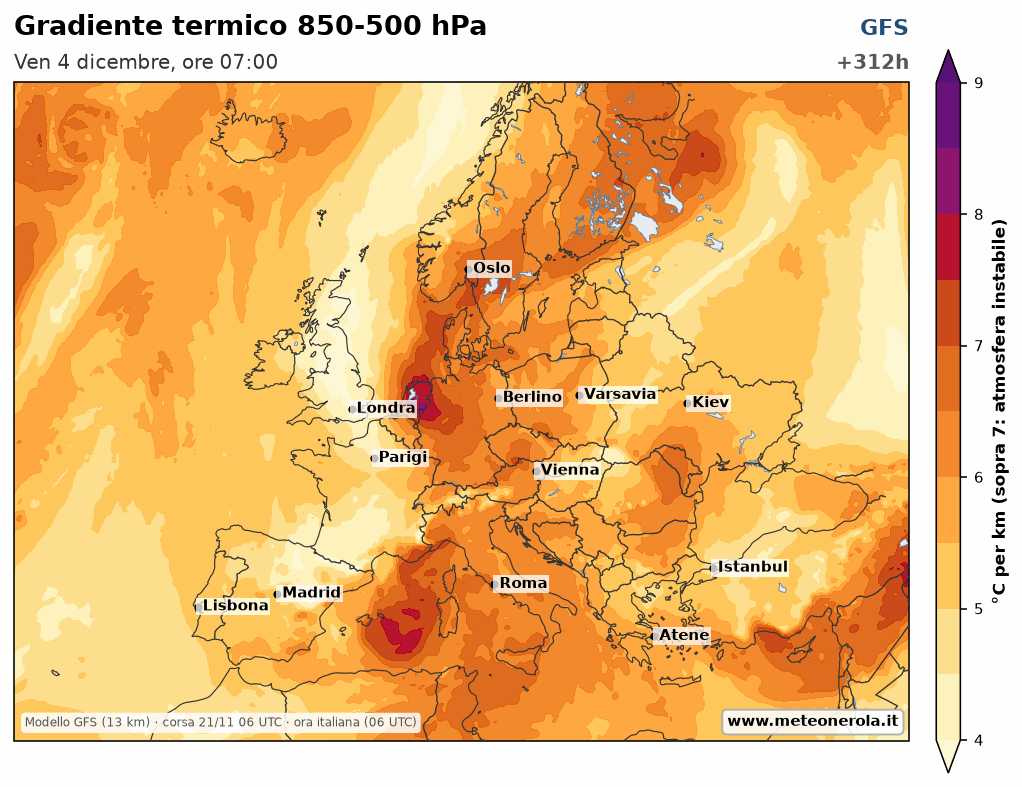 Gradiente termico 850-500 hPa
GFS
Ven 4 dicembre, ore 07:00
+312h
Oslo
Londra
Berlino
Varsavia
Kiev
Parigi
Vienna
Istanbul
Madrid
Roma
Lisbona
Atene
Modello GFS (13 km) · corsa 21/11 06 UTC · ora italiana (06 UTC)
www.meteonerola.it
9
8
7
6
5
4
°C per km (sopra 7: atmosfera instabile)